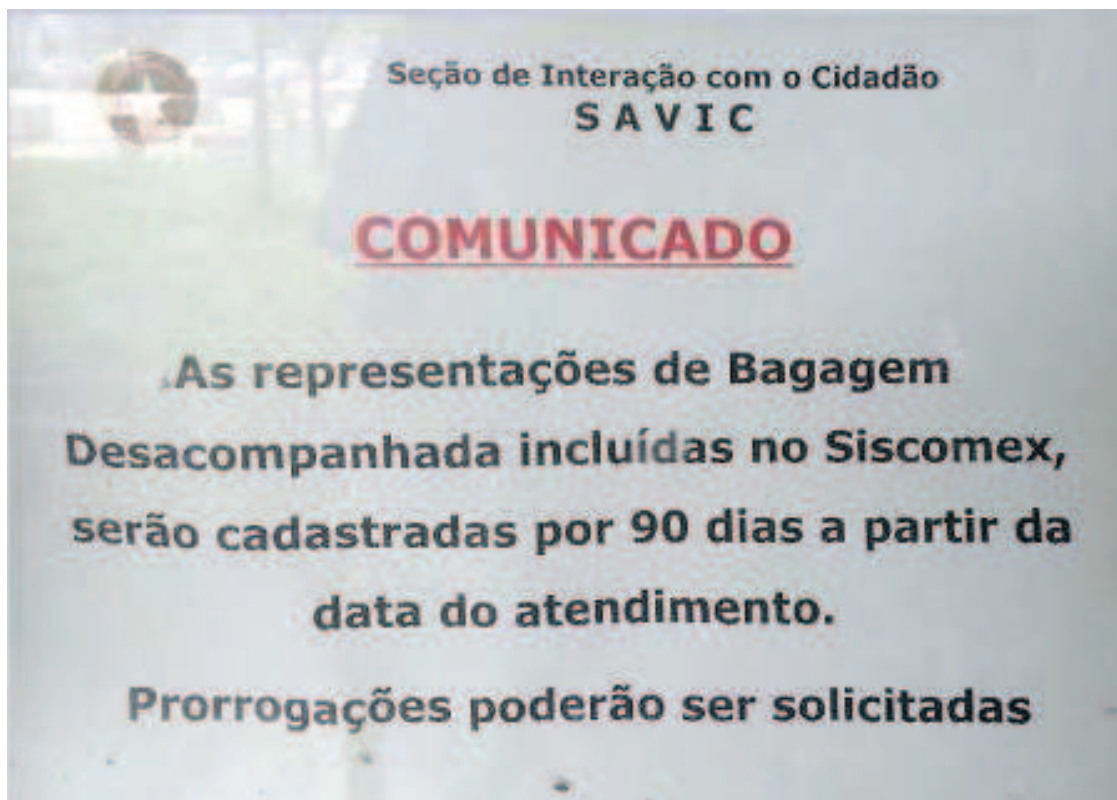 Seção de Interação com o Cidadão
S A V I C
COMUNICADO
As representações de Bagagem
Desacompanhada incluídas no Siscomex,
serão cadastradas por 90 dias a partir da
data do atendimento.
Prorrogações poderão ser solicitadas